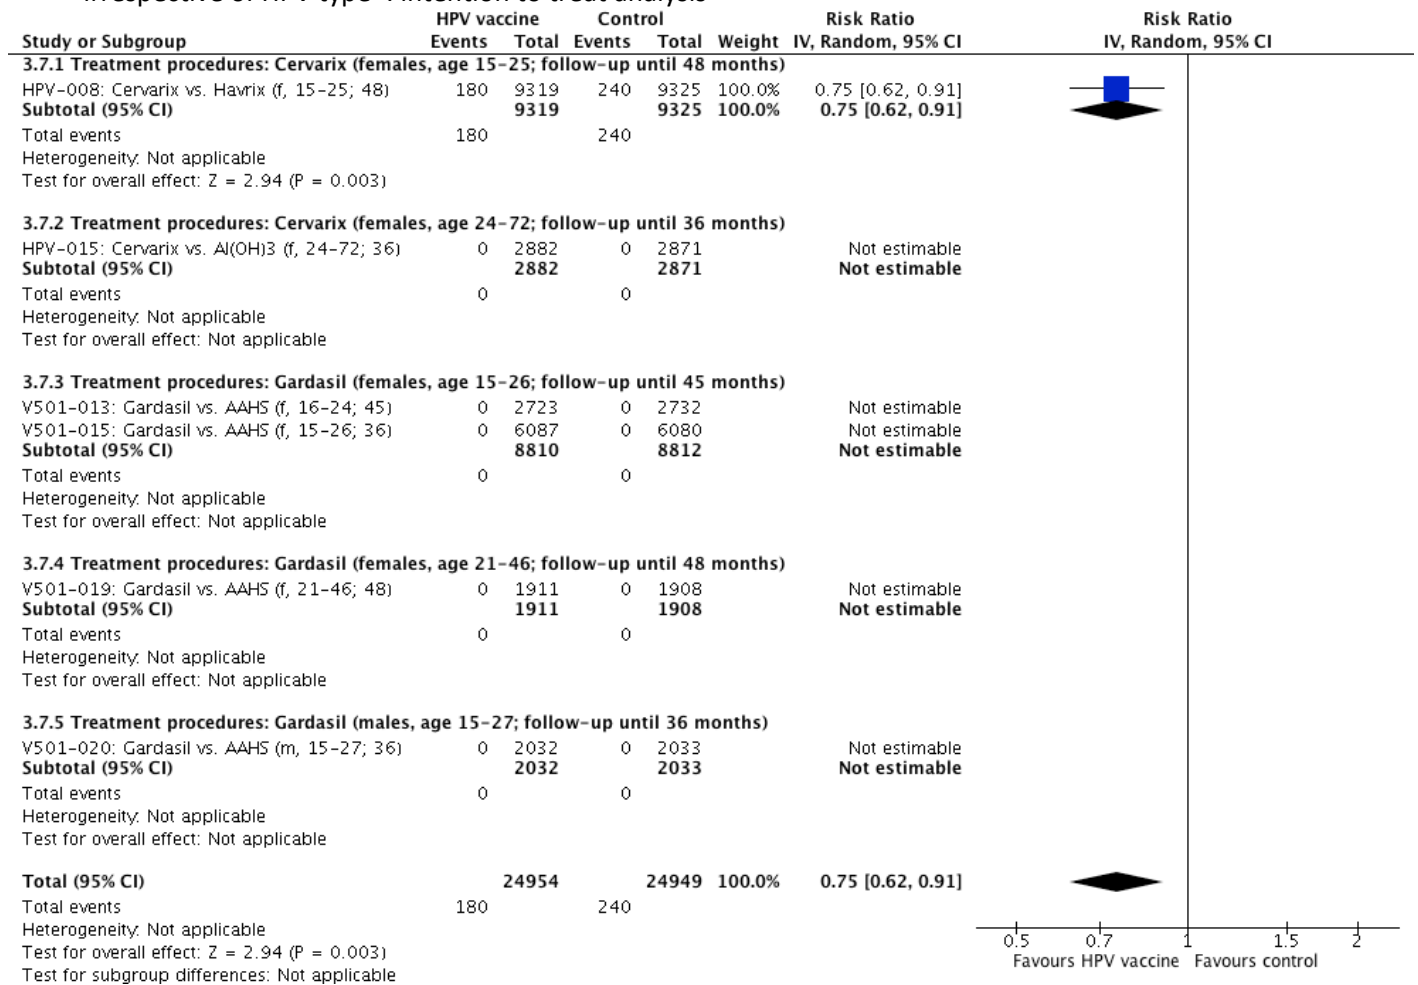 irrespective of HPV type
intention to treat analysis
HPV vaccine Control Risk Ratio Risk Ratio
Study or Subgroup Events Total Events Total Weight IV, Random, 95% CI IV, Random, 95% CI
3.7.1 Treatment procedures: Cervarix (females, age 15–25; follow–up until 48 months)
HPV–008: Cervarix vs. Havrix (f, 15–25; 48) 180 9319 240 9325 100.0% 0.75 [0.62, 0.91]
Subtotal (95% CI) 9319 9325 100.0% 0.75 [0.62, 0.91]
Total events 180 240
Heterogeneity: Not applicable
Test for overall effect: Z = 2.94 (P = 0.003)
3.7.2 Treatment procedures: Cervarix (females, age 24–72; follow–up until 36 months)
HPV–015: Cervarix vs. Al(OH)3 (f, 24–72; 36) 0 2882 0 2871 Not estimable
Subtotal (95% CI) 2882 2871 Not estimable
Total events 0 0
Heterogeneity: Not applicable
Test for overall effect: Not applicable
3.7.3 Treatment procedures: Gardasil (females, age 15–26; follow–up until 45 months)
V501–013: Gardasil vs. AAHS (f, 16–24; 45) 0 2723 0 2732 Not estimable
V501–015: Gardasil vs. AAHS (f, 15–26; 36) 0 6087 0 6080 Not estimable
Subtotal (95% CI) 8810 8812 Not estimable
Total events 0 0
Heterogeneity: Not applicable
Test for overall effect: Not applicable
3.7.4 Treatment procedures: Gardasil (females, age 21–46; follow–up until 48 months)
V501–019: Gardasil vs. AAHS (f, 21–46; 48) 0 1911 0 1908 Not estimable
Subtotal (95% CI) 1911 1908 Not estimable
Total events 0 0
Heterogeneity: Not applicable
Test for overall effect: Not applicable
3.7.5 Treatment procedures: Gardasil (males, age 15–27; follow–up until 36 months)
V501–020: Gardasil vs. AAHS (m, 15–27; 36) 0 2032 0 2033 Not estimable
Subtotal (95% CI) 2032 2033 Not estimable
Total events 0 0
Heterogeneity: Not applicable
Test for overall effect: Not applicable
Total (95% CI) 24954 24949 100.0% 0.75 [0.62, 0.91]
Total events 180 240
Heterogeneity: Not applicable
Test for overall effect: Z = 2.94 (P = 0.003)
Test for subgroup differences: Not applicable
0.5 0.7 1 1.5 2
Favours HPV vaccine Favours control